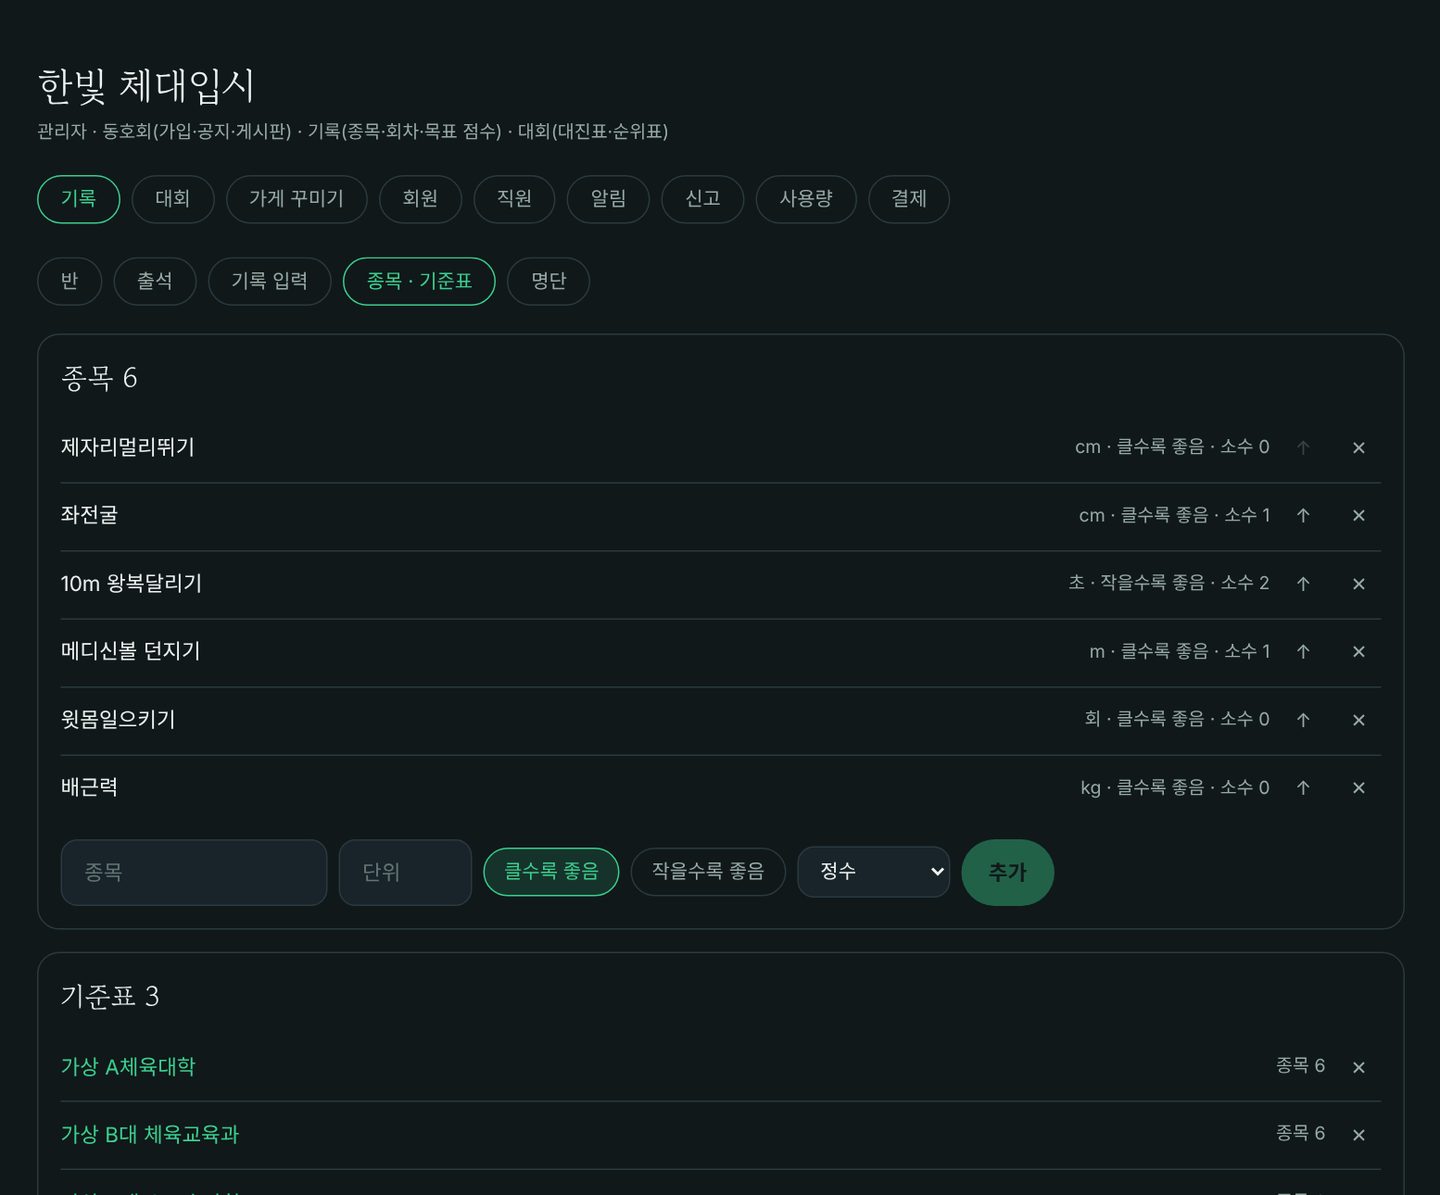 한빛 체대입시
관리자 · 동호회(가입·공지·게시판) · 기록(종목·회차·목표 점수) · 대회(대진표·순위표)
기록 대회 가게 꾸미기 회원 직원 알림 신고 사용량 결제
반 출석 기록 입력 종목 · 기준표 명단
종목 6
제자리멀리뛰기 cm · 클수록 좋음 · 소수 0 ↑ ×
좌전굴 cm · 클수록 좋음 · 소수 1 ↑ ×
10m 왕복달리기 초 · 작을수록 좋음 · 소수 2 ↑ ×
메디신볼 던지기 m · 클수록 좋음 · 소수 1 ↑ ×
윗몸일으키기 회 · 클수록 좋음 · 소수 0 ↑ ×
배근력 kg · 클수록 좋음 · 소수 0 ↑ ×
종목 단위 클수록 좋음 작을수록 좋음 정수 추가
기준표 3
가상 A체육대학 종목 6 ×
가상 B대 체육교육과 종목 6 ×